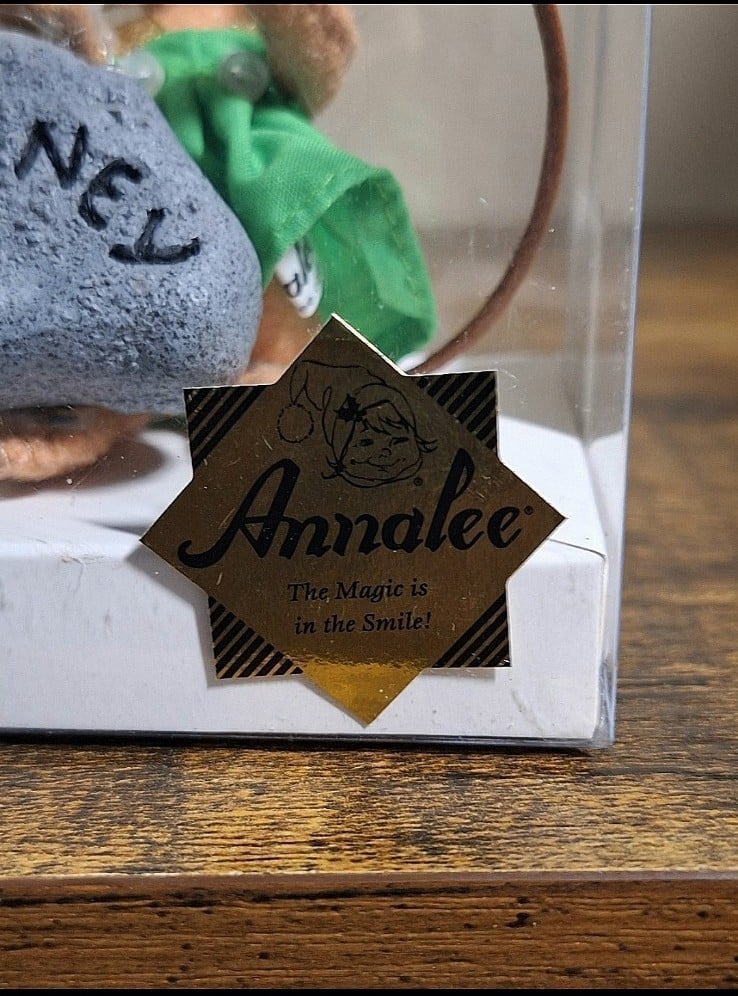 NEY
Annalee®
The Magic is
in the Smile!